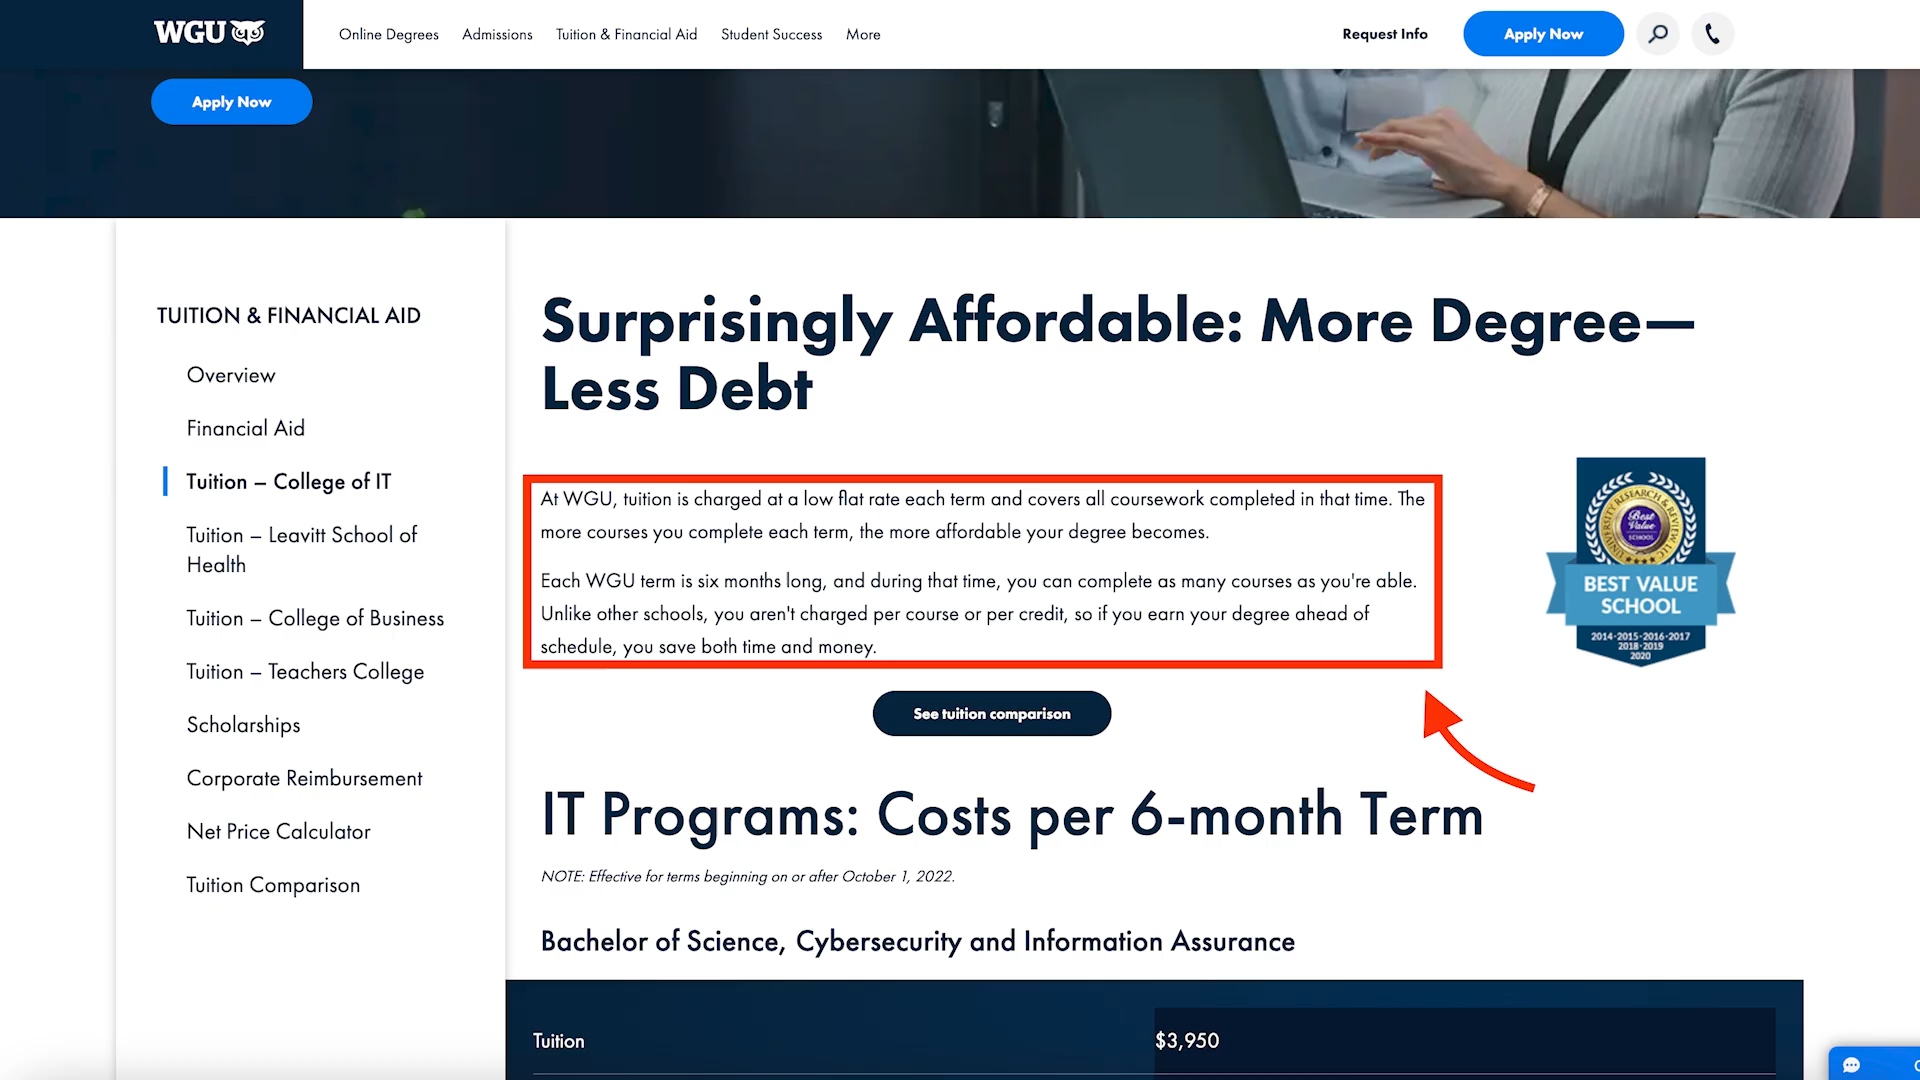 WGU
Online Degrees
Admissions
Tuition & Financial Aid
Student Success
More
Request Info
Apply Now
Apply Now
TUITION & FINANCIAL AID
Overview
Financial Aid
Tuition – College of IT
Tuition – Leavitt School of
Health
Tuition – College of Business
Tuition – Teachers College
Scholarships
Corporate Reimbursement
Net Price Calculator
Tuition Comparison
Surprisingly Affordable: More Degree—
Less Debt
At WGU, tuition is charged at a low flat rate each term and covers all coursework completed in that time. The
more courses you complete each term, the more affordable your degree becomes.
Each WGU term is six months long, and during that time, you can complete as many courses as you're able.
Unlike other schools, you aren't charged per course or per credit, so if you earn your degree ahead of
schedule, you save both time and money.
UNIVERSITY RESEARCH & REVIEW LLC
Best
Value
SCHOOL
BEST VALUE
SCHOOL
2014-2015-2016-2017
2018-2019
2020
See tuition comparison
IT Programs: Costs per 6-month Term
NOTE: Effective for terms beginning on or after October 1, 2022.
Bachelor of Science, Cybersecurity and Information Assurance
Tuition
$3,950